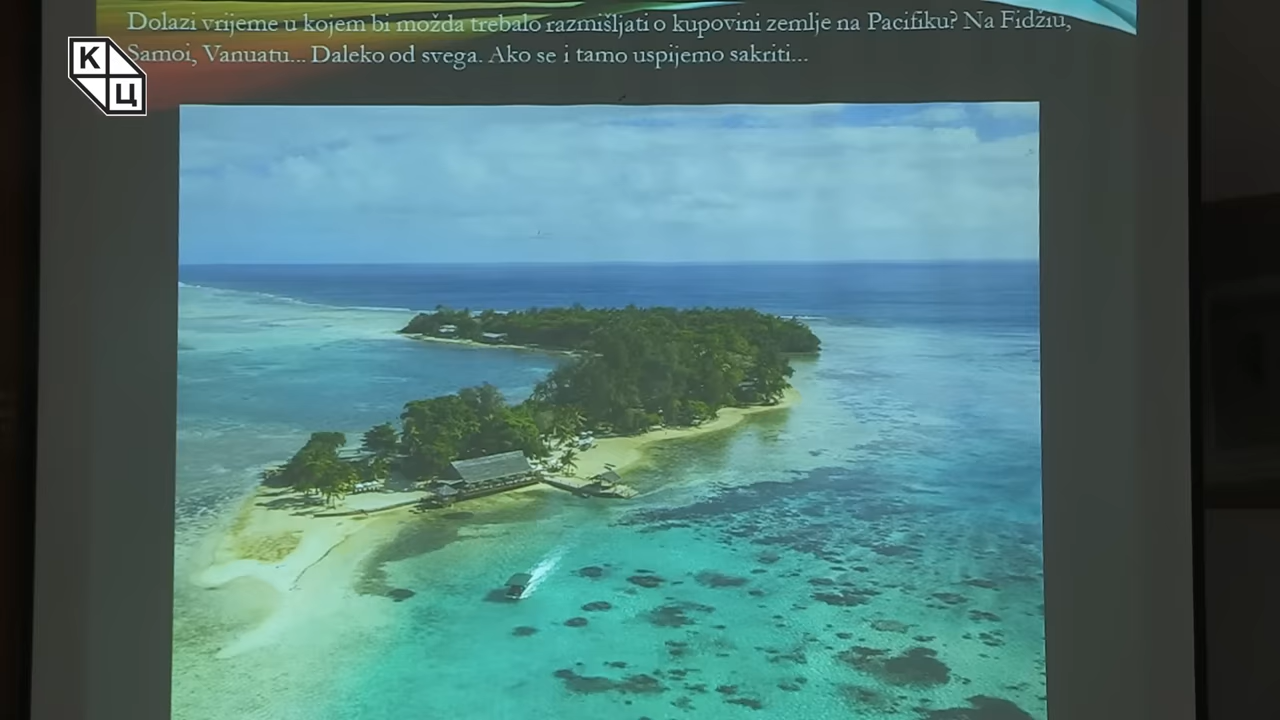 Dolazi vrijeme u kojem bi možda trebalo razmišljati o kupovini zemlje na Pacifiku? Na Fidžiu,
Samoi, Vanuatu... Daleko od svega. Ako se i tamo uspijemo sakriti...
К
Ц